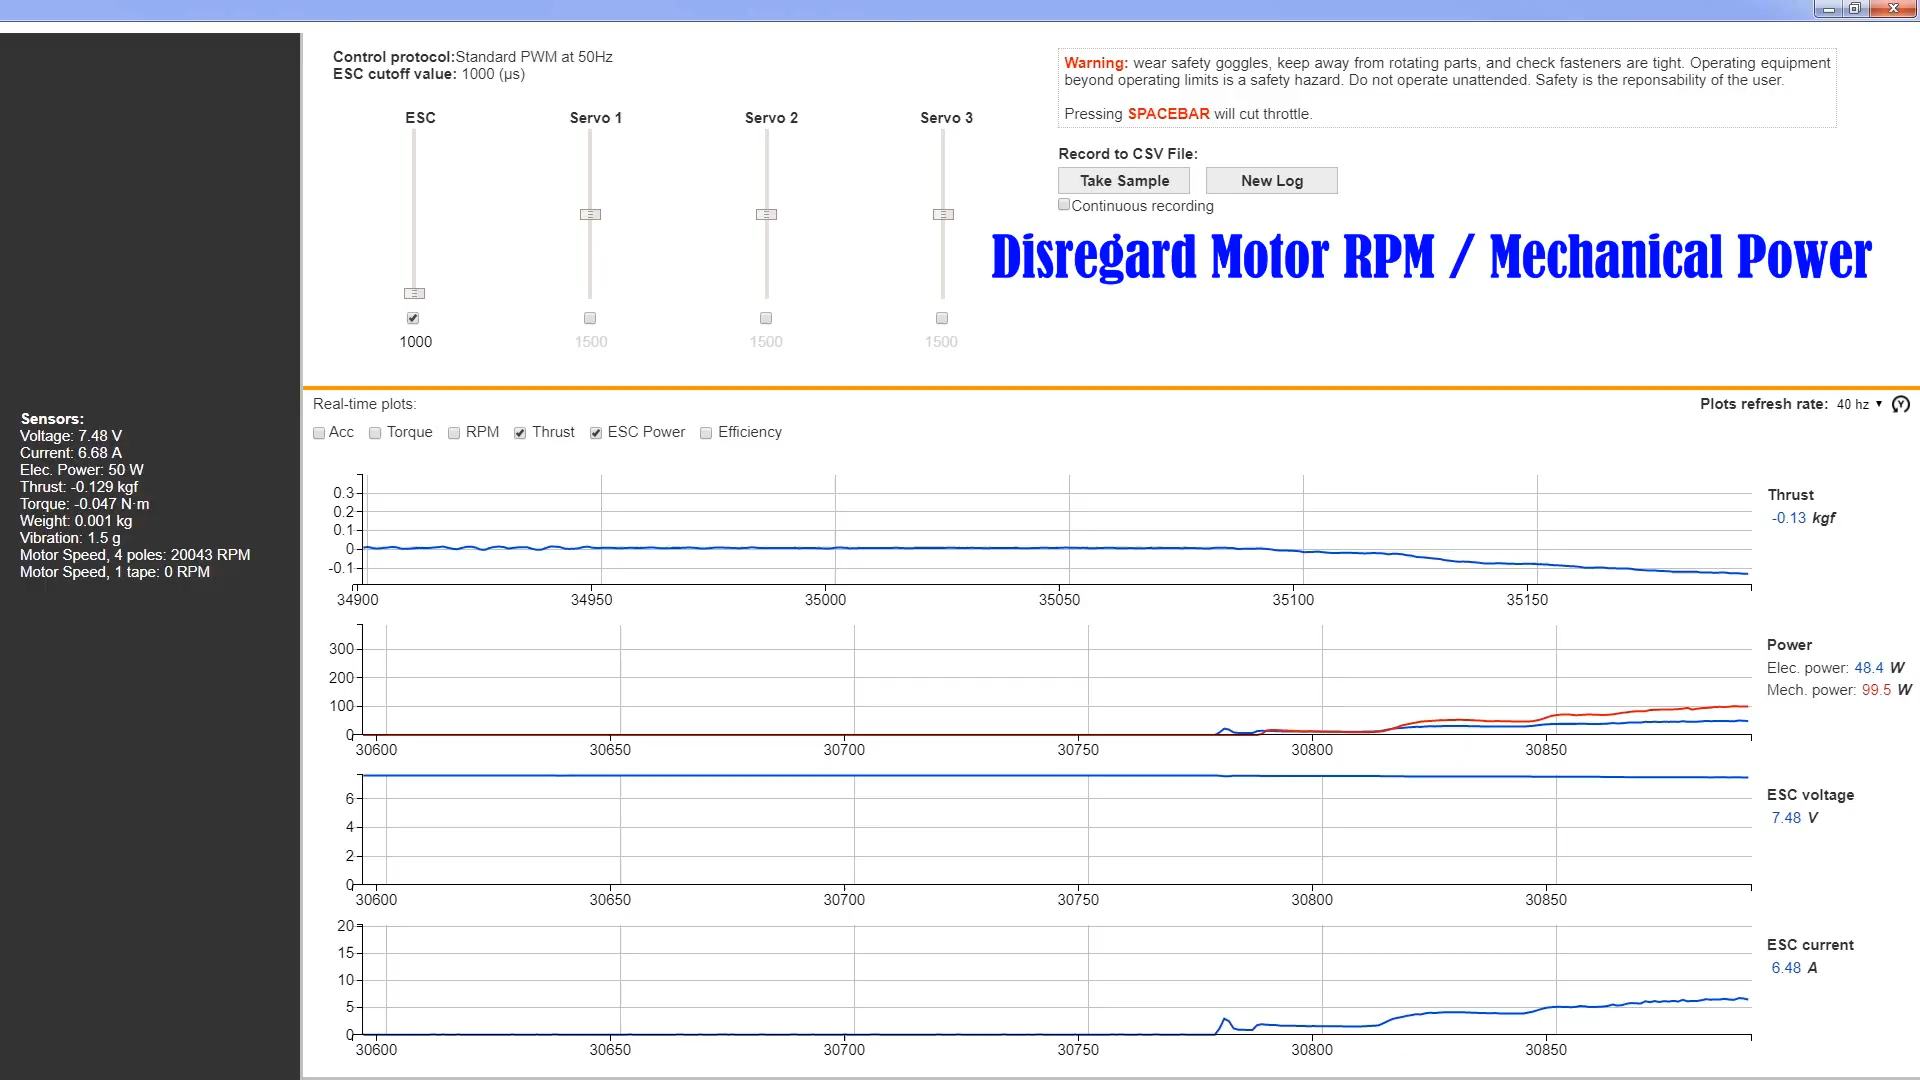 Control protocol:Standard PWM at 50Hz
ESC cutoff value: 1000 (µs)
ESC
Servo 1
Servo 2
Servo 3
1000
1500
1500
1500
Warning: wear safety goggles, keep away from rotating parts, and check fasteners are tight. Operating equipment
beyond operating limits is a safety hazard. Do not operate unattended. Safety is the reponsability of the user.
Pressing SPACEBAR will cut throttle.
Record to CSV File:
Take Sample
New Log
Continuous recording
Disregard Motor RPM / Mechanical Power
Sensors:
Voltage: 7.48 V
Current: 6.68 A
Elec. Power: 50 W
Thrust: -0.129 kgf
Torque: -0.047 N·m
Weight: 0.001 kg
Vibration: 1.5 g
Motor Speed, 4 poles: 20043 RPM
Motor Speed, 1 tape: 0 RPM
Real-time plots:
Plots refresh rate: 40 hz
Acc Torque RPM Thrust ESC Power Efficiency
0.3
0.2
0.1
0
-0.1
34900 34950 35000 35050 35100 35150
Thrust
-0.13 kgf
300
200
100
0
30600 30650 30700 30750 30800 30850
Power
Elec. power: 48.4 W
Mech. power: 99.5 W
6
4
2
0
30600 30650 30700 30750 30800 30850
ESC voltage
7.48 V
20
15
10
5
0
30600 30650 30700 30750 30800 30850
ESC current
6.48 A